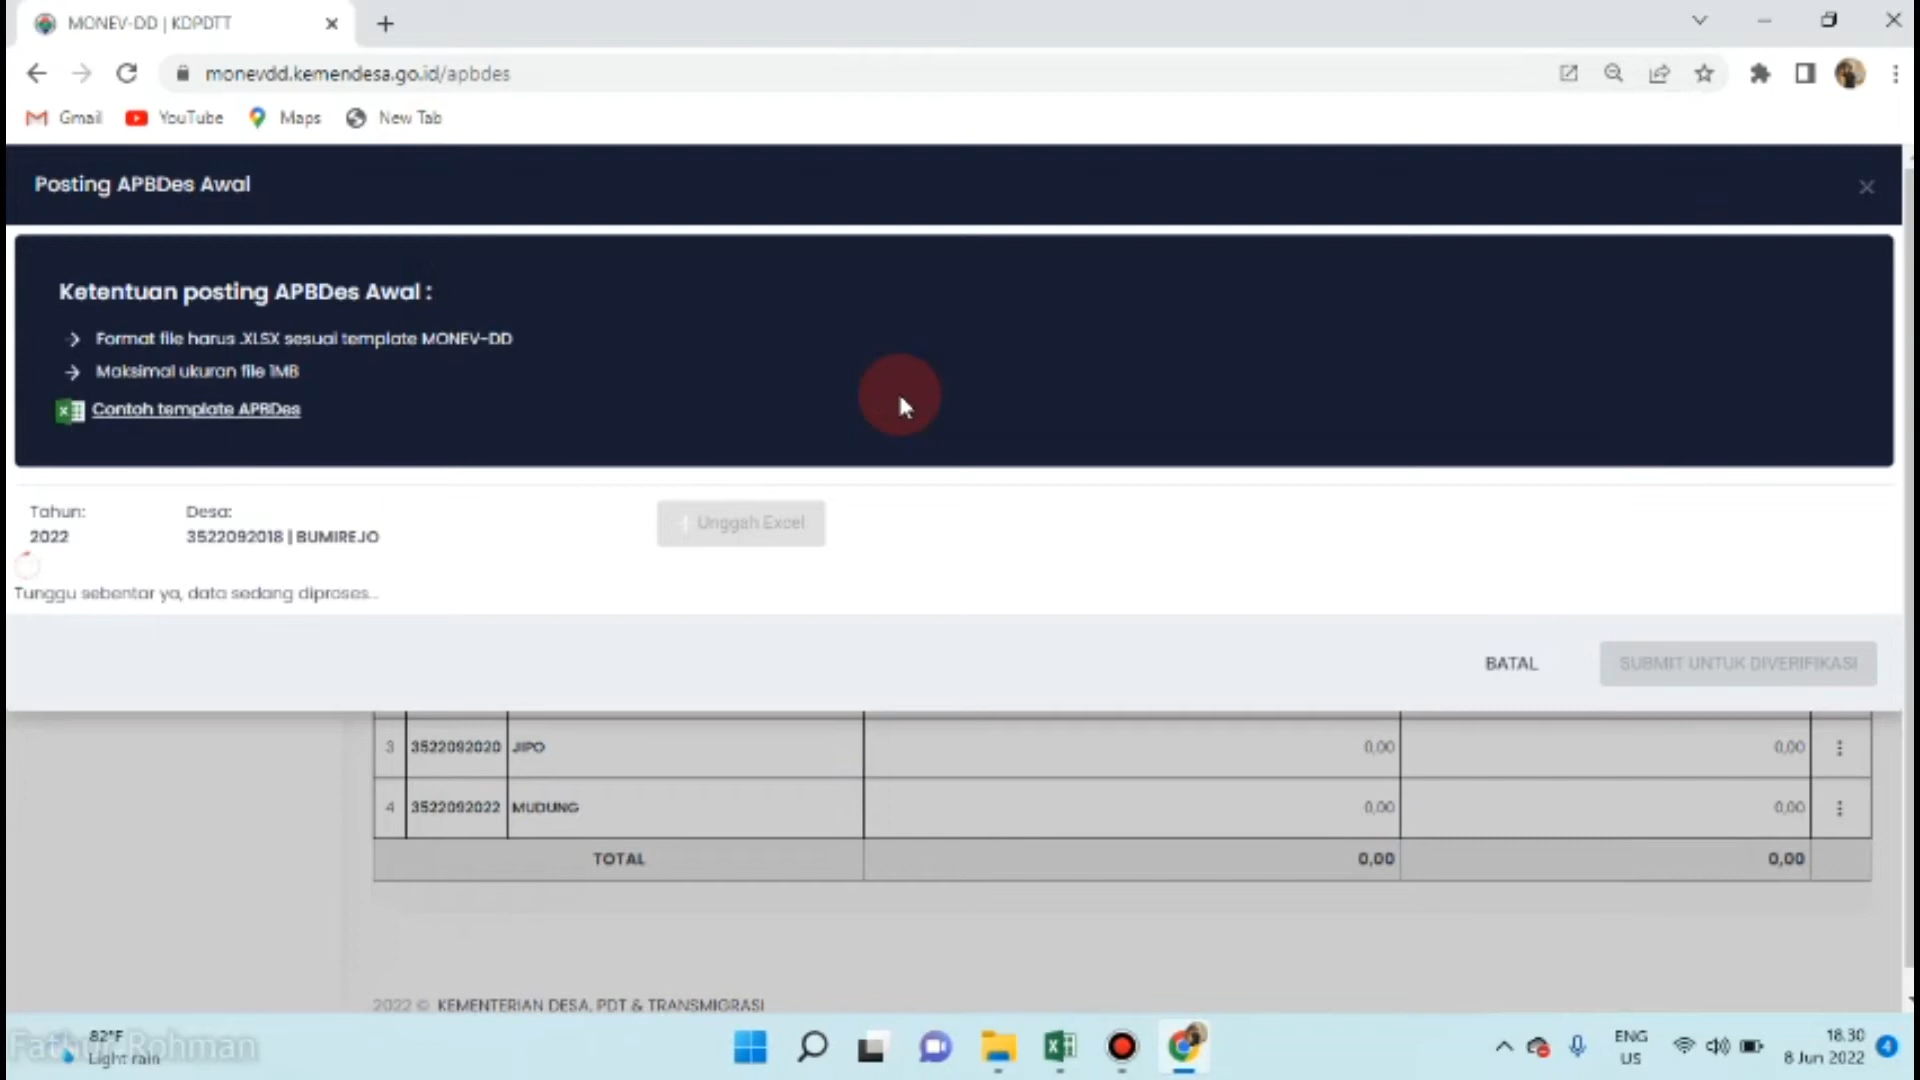 MONEV-DD | KDPDTT
monevdd.kemendesa.go.id/apbdes
Gmail YouTube Maps New Tab
Posting APBDes Awal
Ketentuan posting APBDes Awal :
Format file harus .XLSX sesuai template MONEV-DD
Maksimal ukuran file 1MB
Contoh template APBDes
Tahun: Desa:
2022 3522092018 | BUMIREJO
+ Unggah Excel
Tunggu sebentar ya, data sedang diproses...
BATAL SUBMIT UNTUK DIVERIFIKASI
3 3522092020 JIPO 0,00 0,00
4 3522092022 MUDUNG 0,00 0,00
TOTAL 0,00 0,00
2022 © KEMENTERIAN DESA, PDT & TRANSMIGRASI
Fathur Rohman
82°F
Light rain
ENG
US
18.30
8 Jun 2022
4